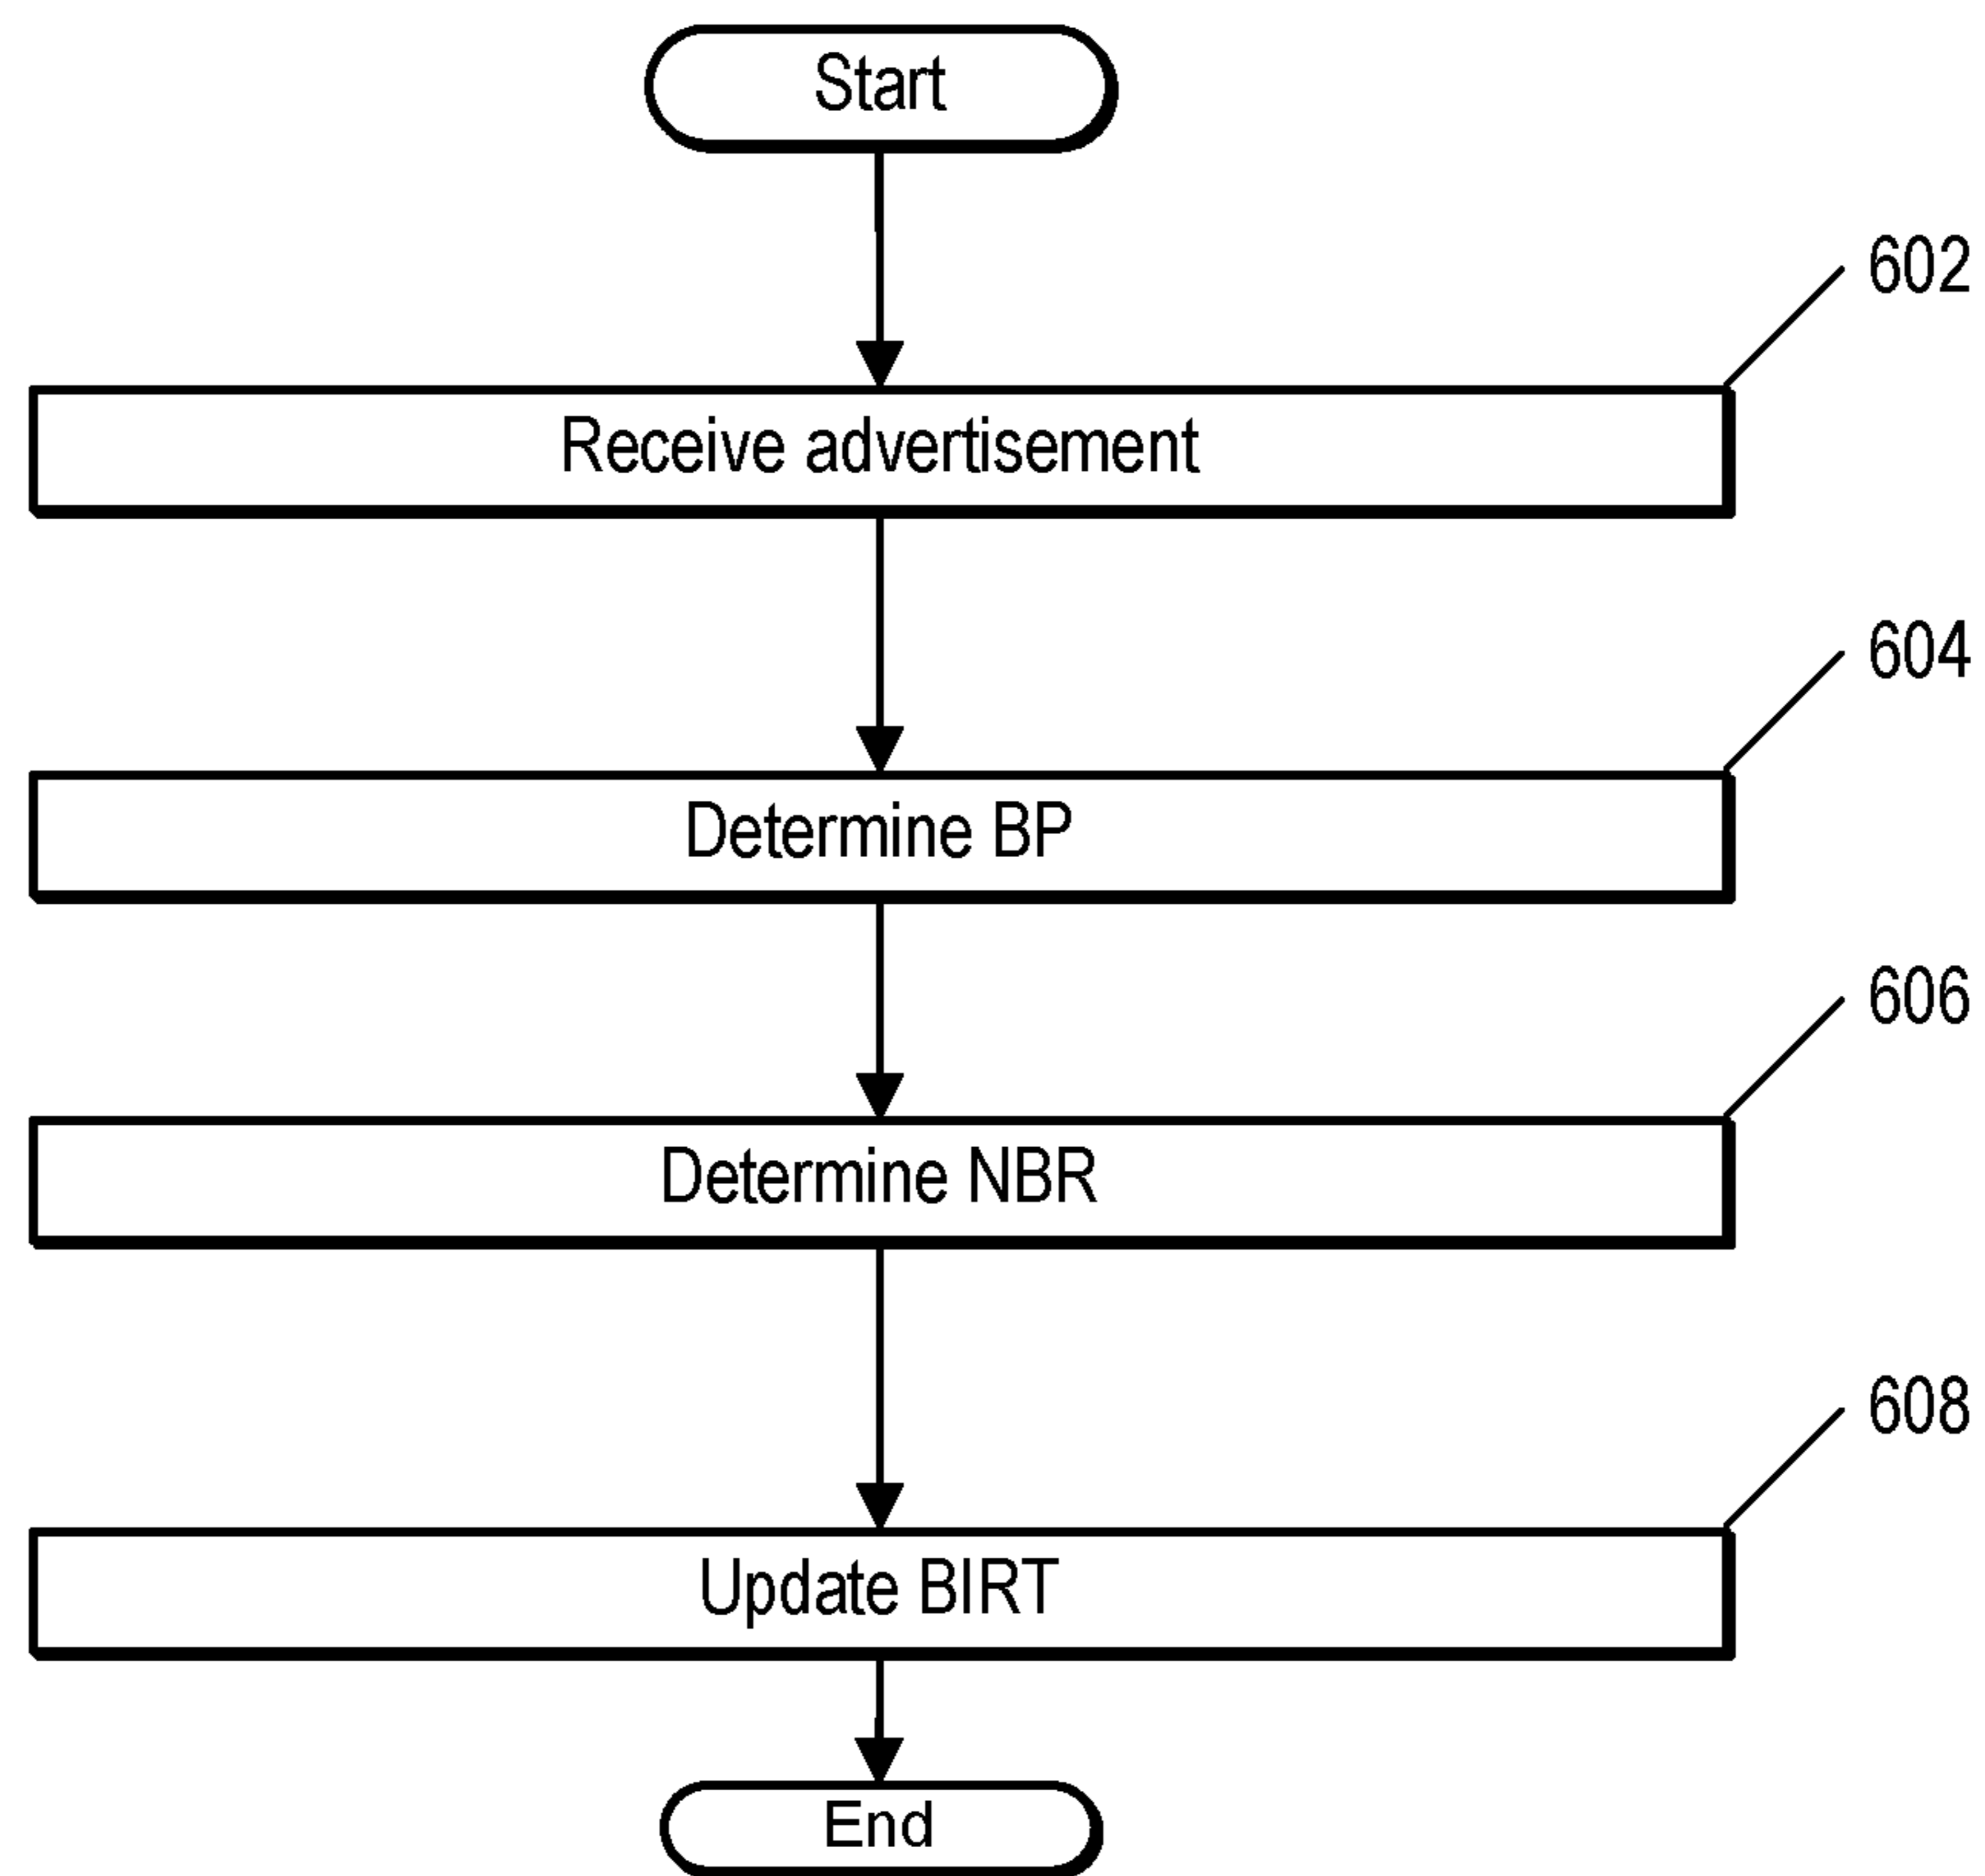 Start
602
Receive advertisement
604
Determine BP
606
Determine NBR
608
Update BIRT
End